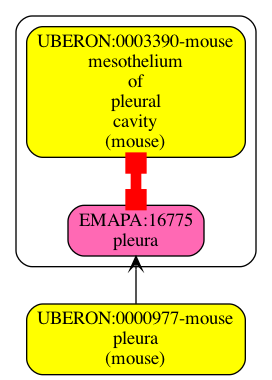 UBERON:0003390-mouse
mesothelium
of
pleural
cavity
(mouse)
EMAPA:16775
pleura
UBERON:0000977-mouse
pleura
(mouse)